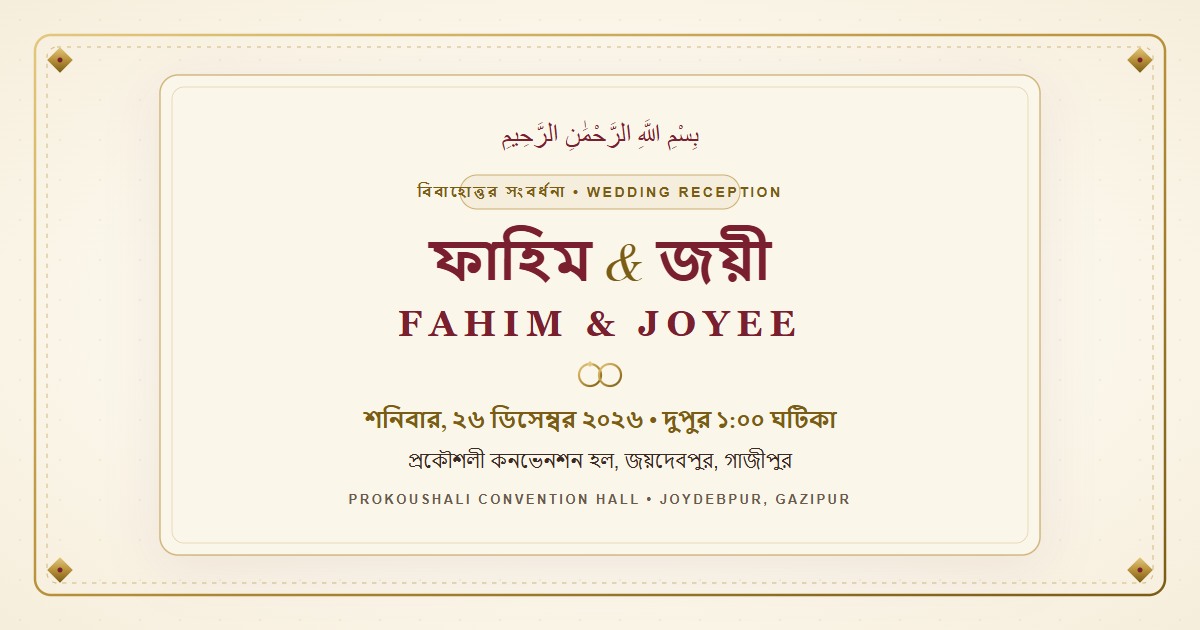 بِسْمِ اللَّهِ الرَّحْمَٰنِ الرَّحِيمِ
বিবাহোত্তর সংবর্ধনা • WEDDING RECEPTION
ফাহিম & জয়ী
FAHIM & JOYEE
শনিবার, ২৬ ডিসেম্বর ২০২৬ • দুপুর ১:০০ ঘটিকা
প্রকৌশলী কনভেনশন হল, জয়দেবপুর, গাজীপুর
PROKOUSHALI CONVENTION HALL • JOYDEBPUR, GAZIPUR